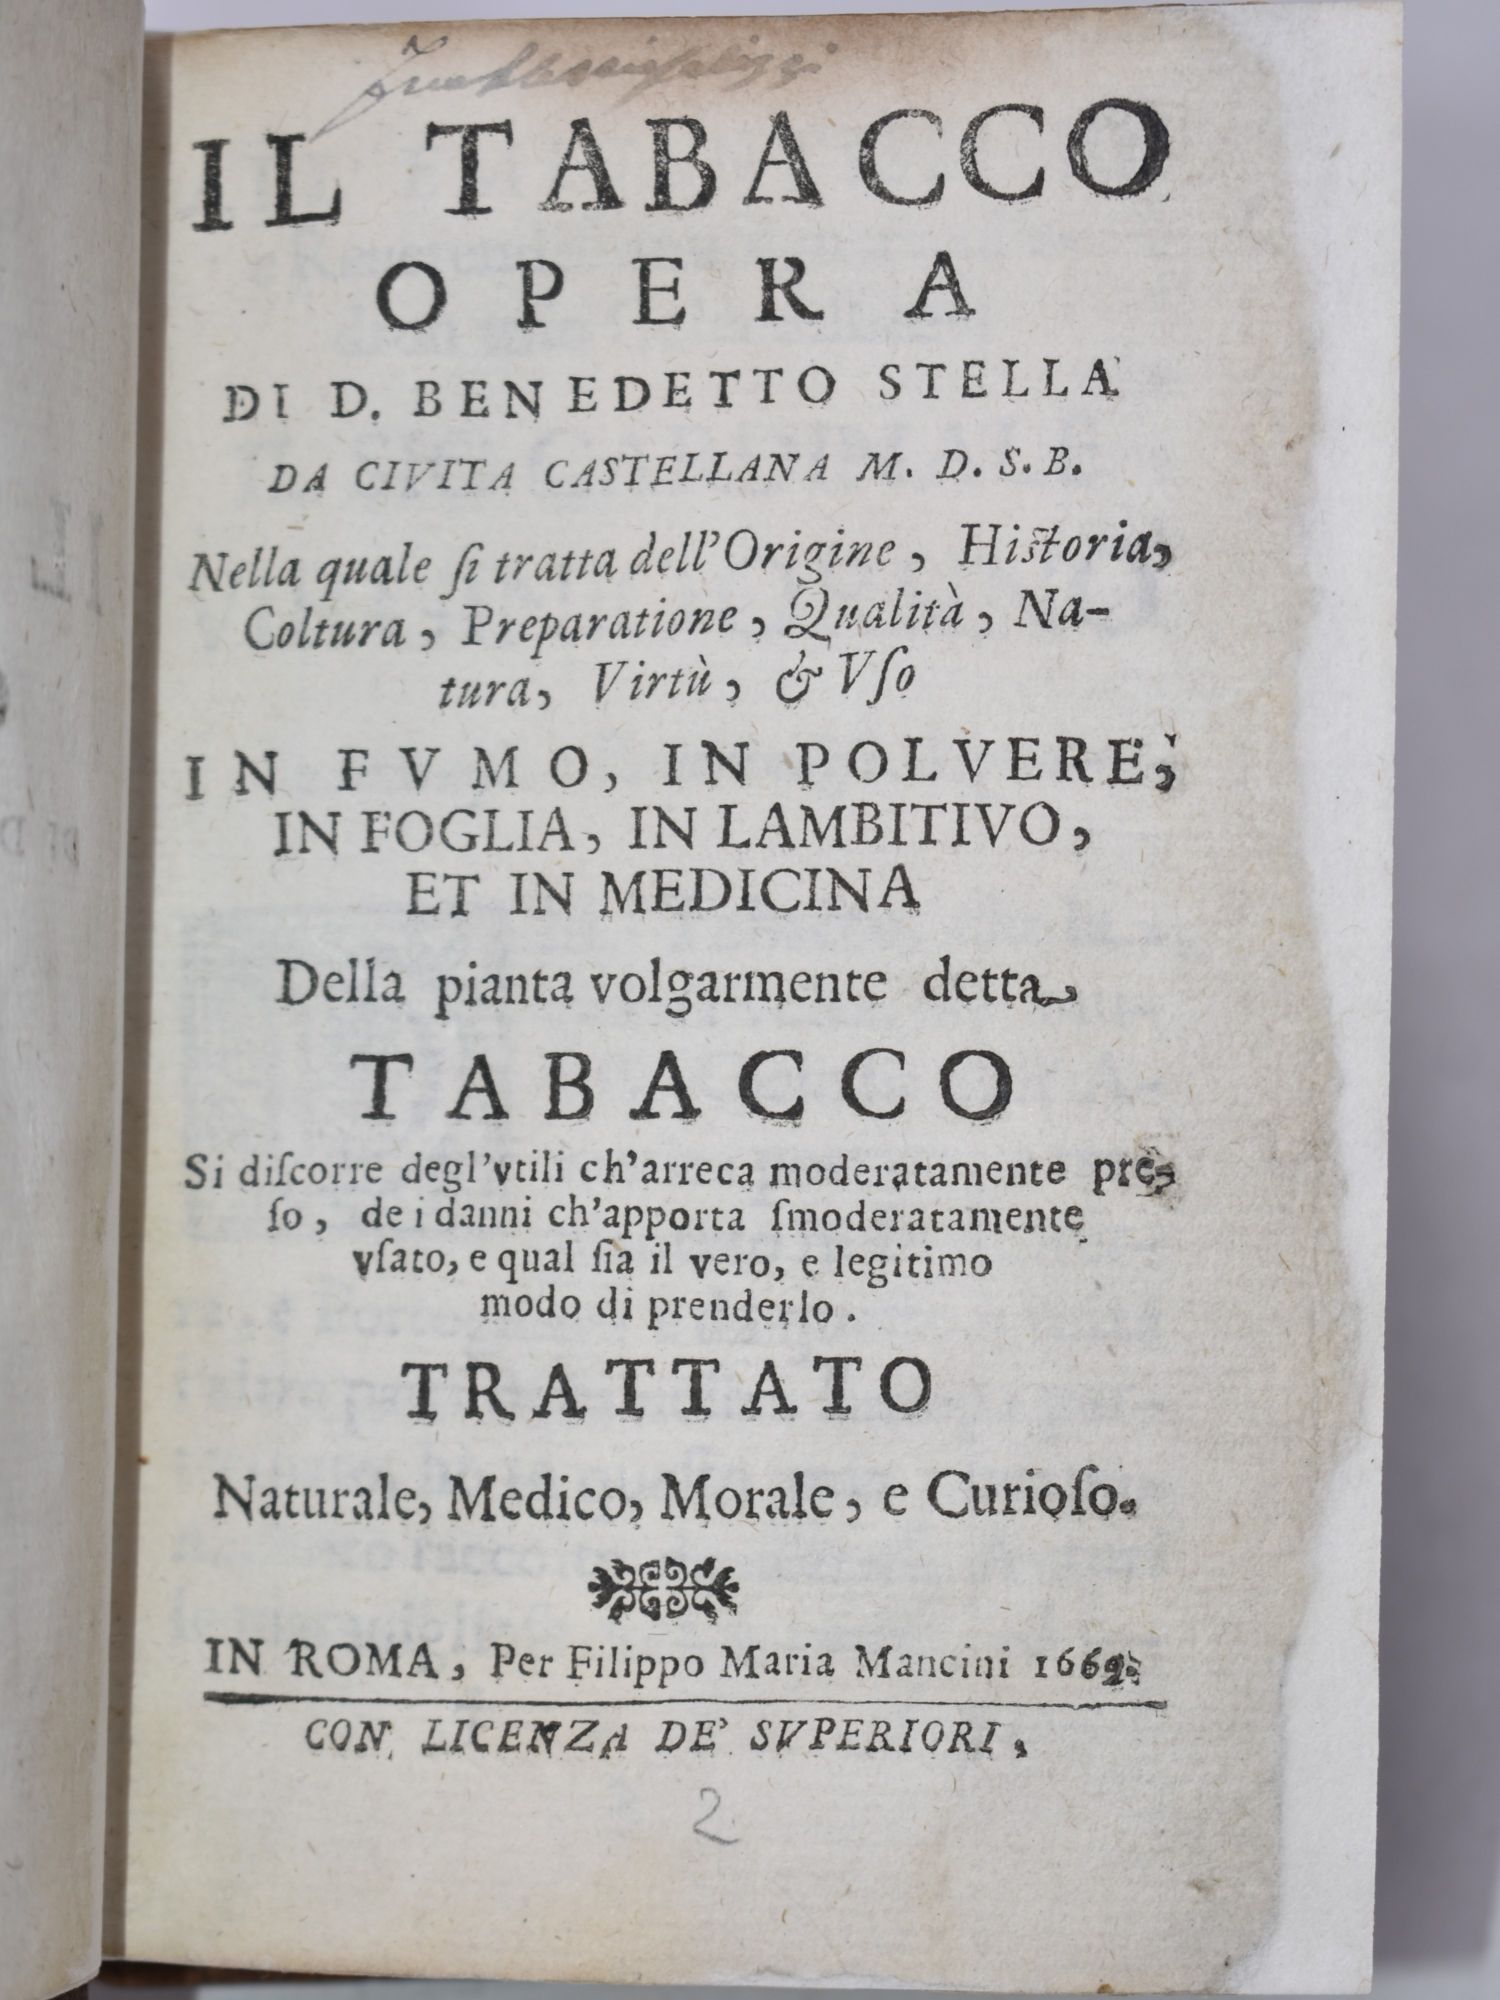 IL TABACCO
OPERA
DI D. BENEDETTO STELLA
DA CIVITA CASTELLANA M. D. S. B.
Nella quale ſi tratta dell'Origine, Historia,
Coltura, Preparatione, Qualità, Na-
tura, Virtù, & Vſo
IN FVMO, IN POLVERE,
IN FOGLIA, IN LAMBITIVO,
ET IN MEDICINA
Della pianta volgarmente detta
TABACCO
Si diſcorre degl'vtili ch'arreca moderatamente pre-
ſo, de i danni ch'apporta ſmoderatamente
vſato, e qual ſia il vero, e legitimo
modo di prenderlo.
TRATTATO
Naturale, Medico, Morale, e Curioſo.
IN ROMA, Per Filippo Maria Mancini 1669.
CON LICENZA DE' SVPERIORI.
2